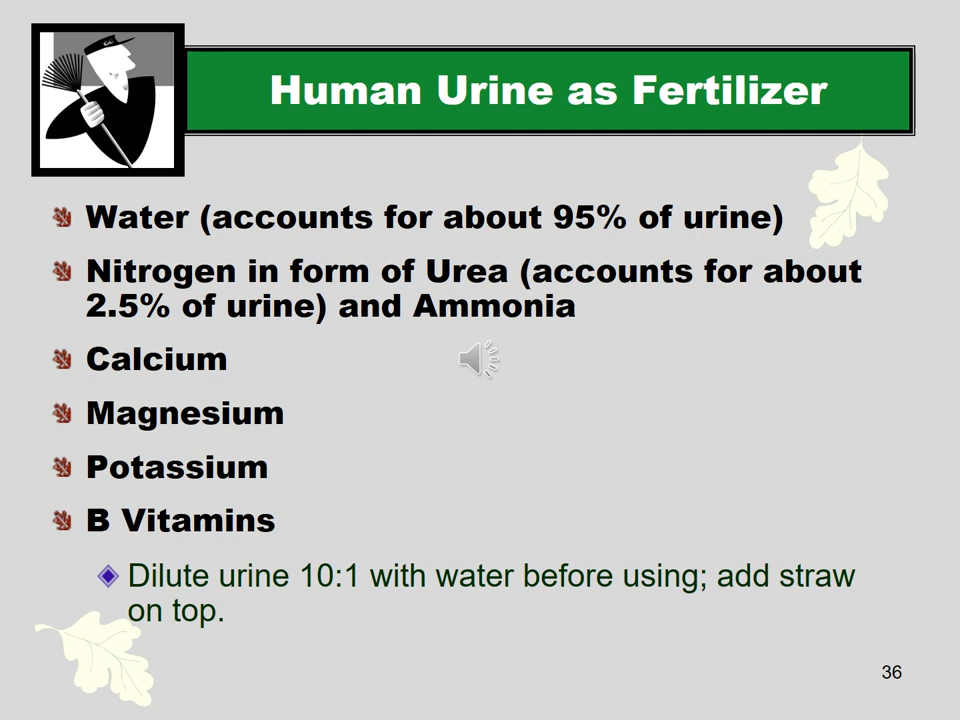 Human Urine as Fertilizer
Water (accounts for about 95% of urine)
Nitrogen in form of Urea (accounts for about
2.5% of urine) and Ammonia
Calcium
Magnesium
Potassium
B Vitamins
Dilute urine 10:1 with water before using; add straw
on top.
36